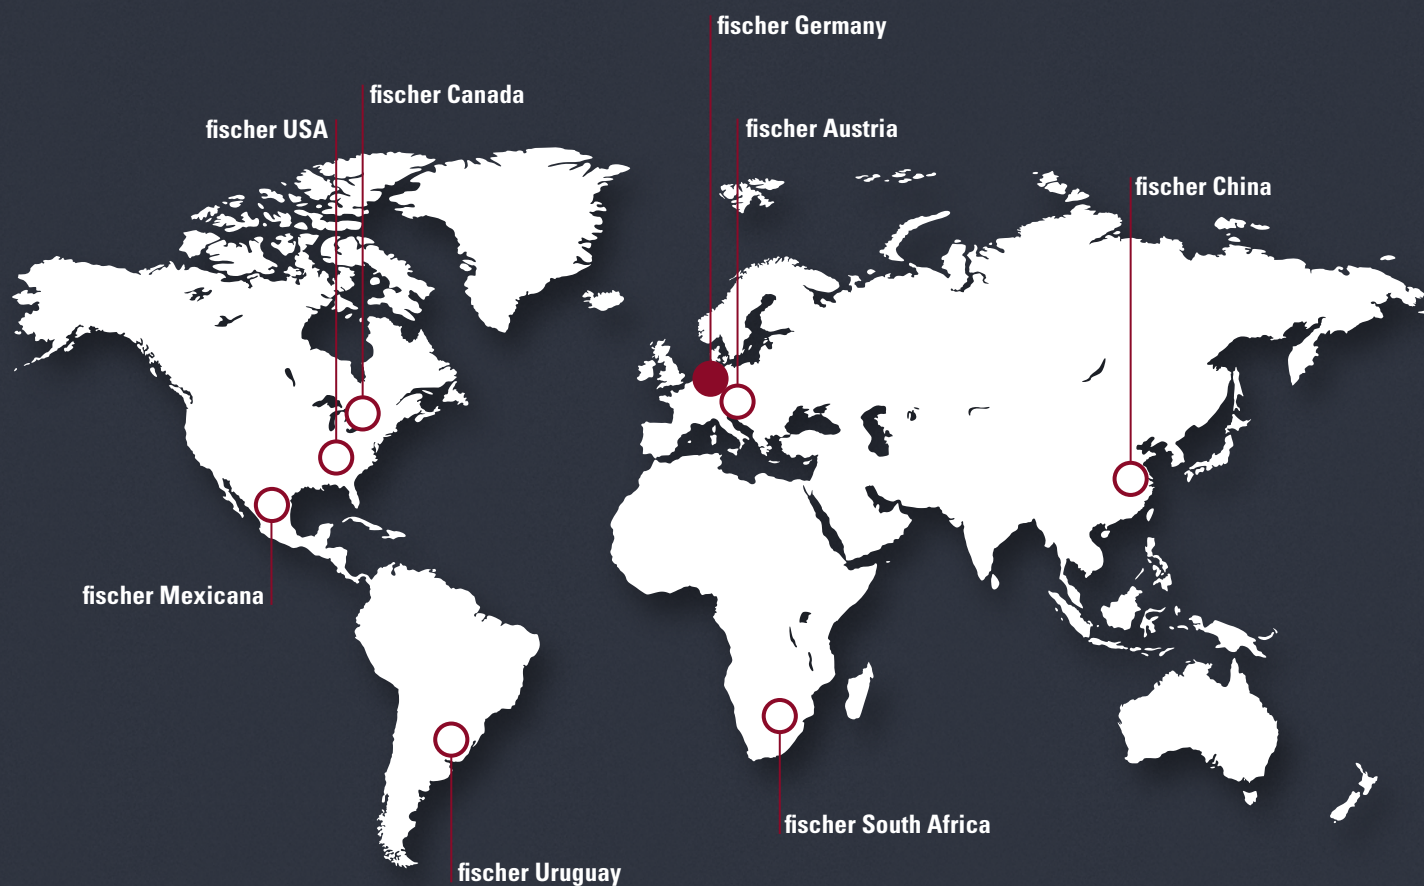 fischer Germany
fischer Canada
fischer USA
fischer Austria
fischer China
fischer Mexicana
fischer South Africa
fischer Uruguay